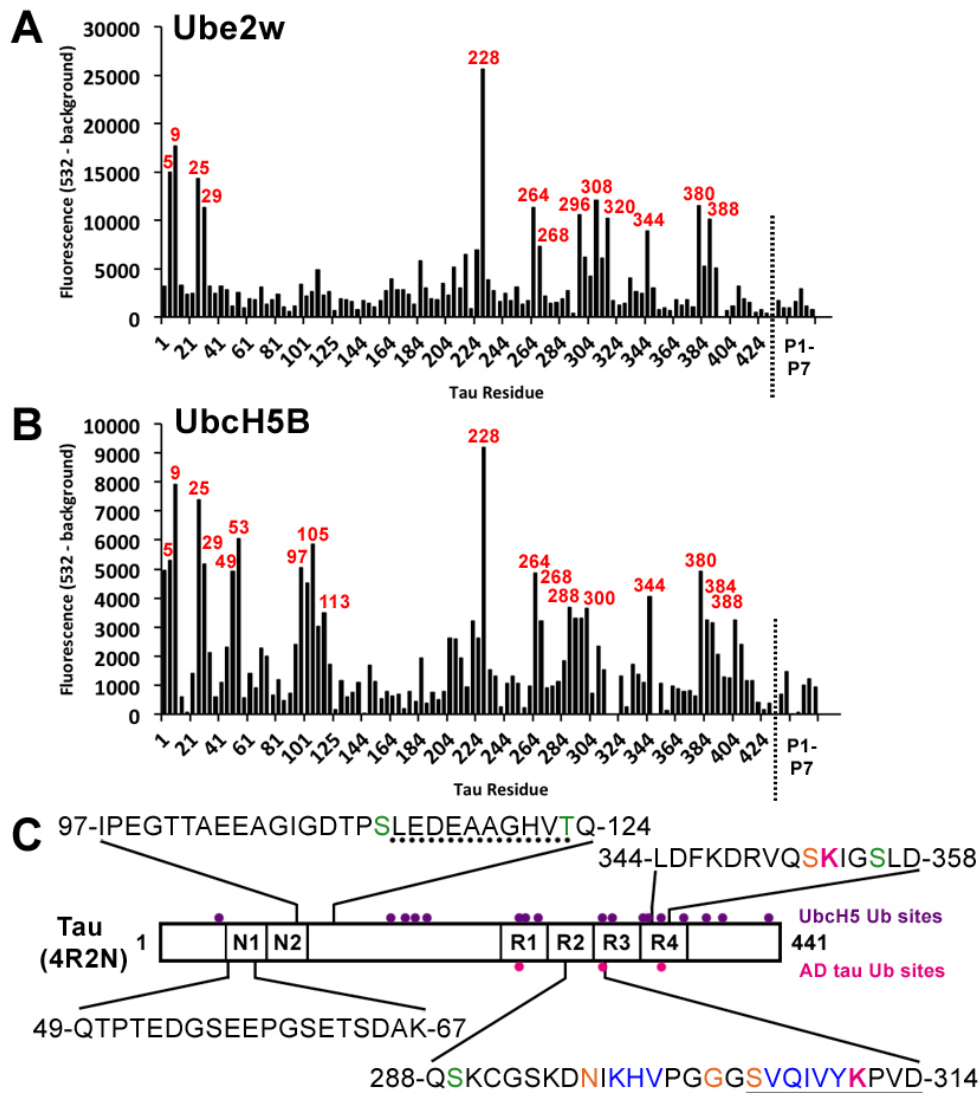 A Ube2w
Fluorescence (532 - background)
30000
25000
20000
15000
10000
5000
0
5 9 25 29 228 264 268 296 308 320 344 380 388
1 21 41 61 81 101 125 144 164 184 204 224 244 264 284 304 324 344 364 384 404 424 P1-
P7
Tau Residue
B UbcH5B
Fluorescence (532 - background)
10000
9000
8000
7000
6000
5000
4000
3000
2000
1000
0
5 9 25 29 49 53 97 105 113 228 264 268 288 300 344 380 384 388
1 21 41 61 81 101 125 144 164 184 204 224 244 264 284 304 324 344 364 384 404 424 P1-
P7
Tau Residue
C 97-IPEGTTAEEAGIGDTPSLEDEAAGHVTQ-124
344-LDFKDRVQSKIGSLD-358
Tau
(4R2N)
1 N1 N2 R1 R2 R3 R4 441
UbcH5 Ub sites
AD tau Ub sites
49-QTPTEDGSEEPGSETSDAK-67
288-QSKCGSKDNIKHVPGGGSVQIVYKPVD-314